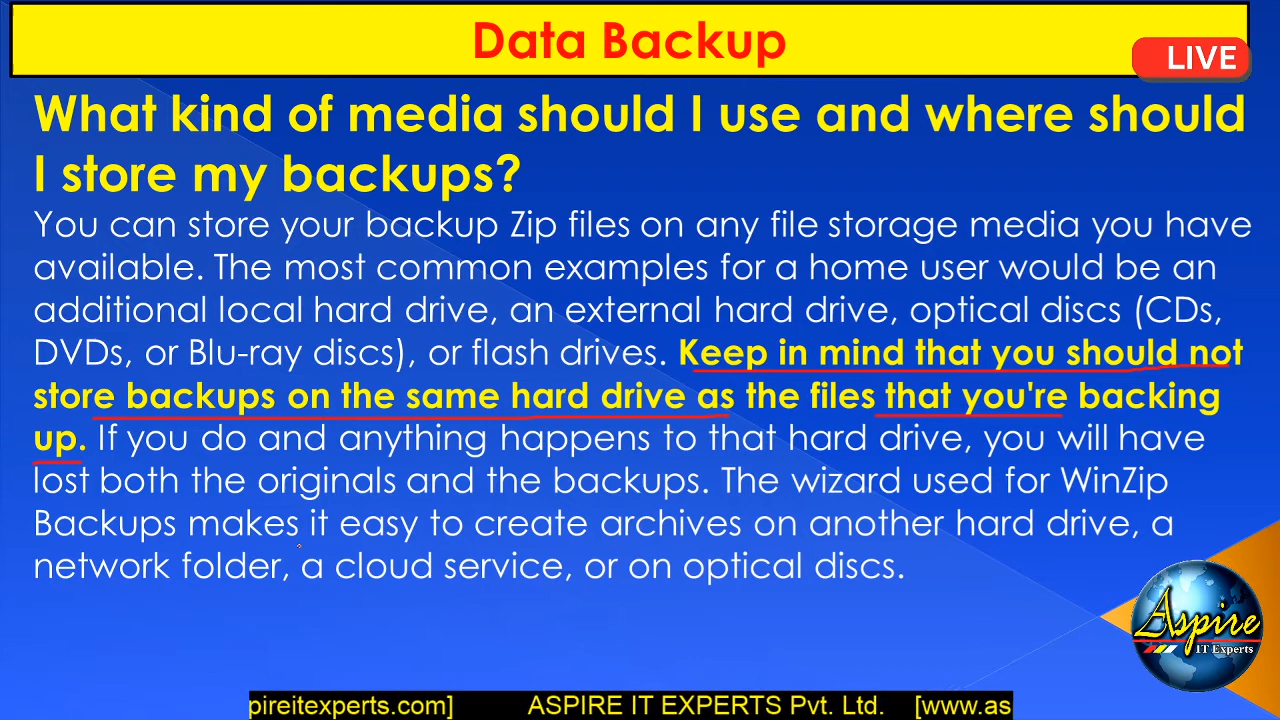 Data Backup
LIVE
What kind of media should I use and where should
I store my backups?
You can store your backup Zip files on any file storage media you have
available. The most common examples for a home user would be an
additional local hard drive, an external hard drive, optical discs (CDs,
DVDs, or Blu-ray discs), or flash drives. Keep in mind that you should not
store backups on the same hard drive as the files that you're backing
up. If you do and anything happens to that hard drive, you will have
lost both the originals and the backups. The wizard used for WinZip
Backups makes it easy to create archives on another hard drive, a
network folder, a cloud service, or on optical discs.
Aspire
IT Experts
pireitexperts.com] ASPIRE IT EXPERTS Pvt. Ltd. [www.as